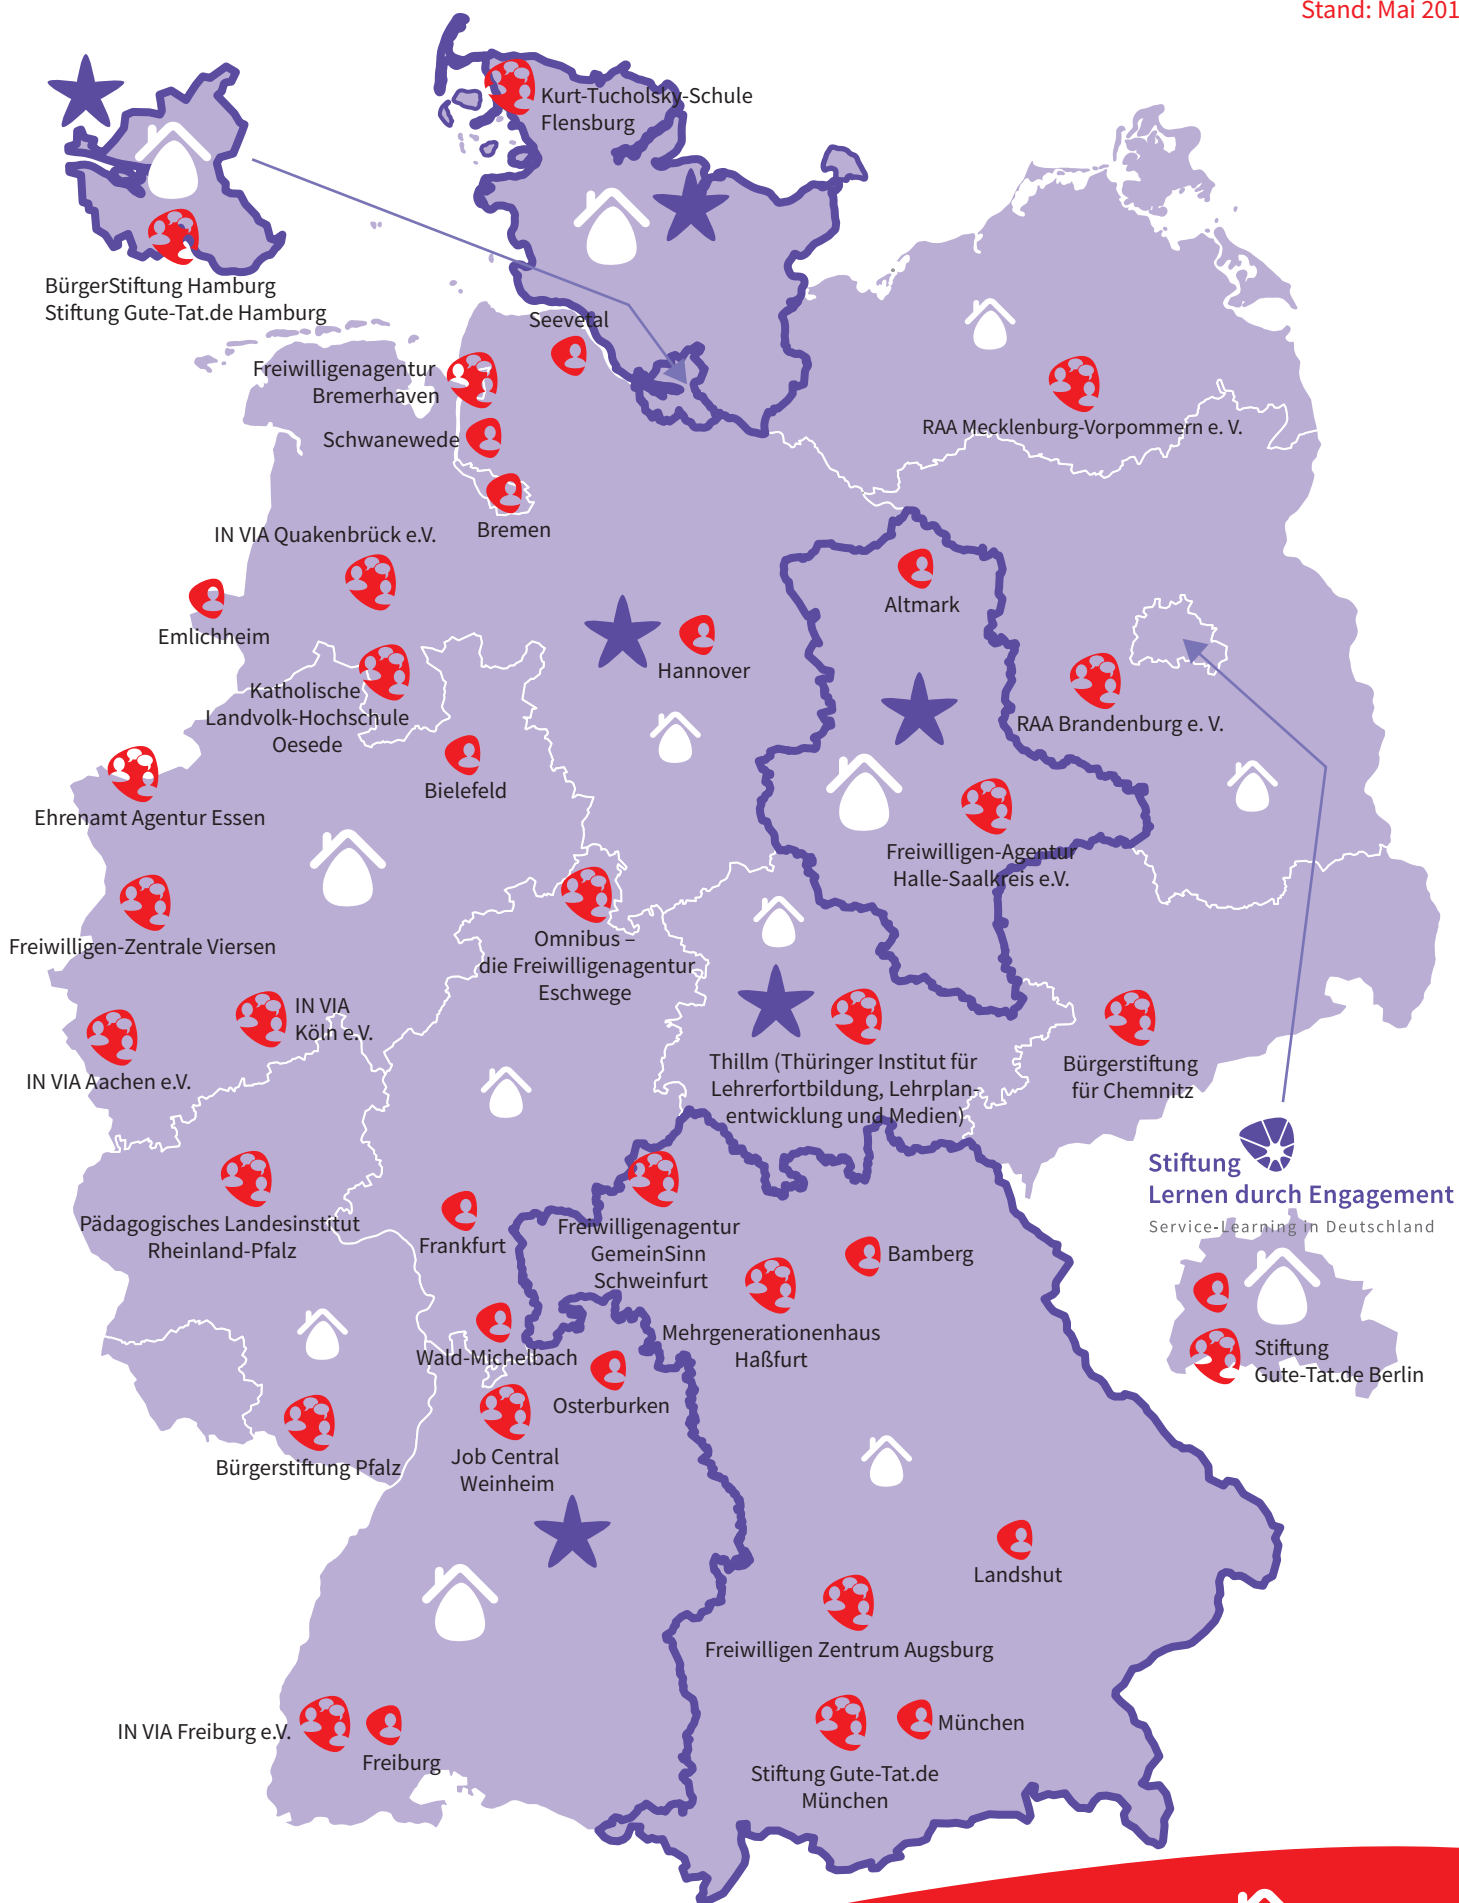 Stand: Mai 201
Kurt-Tucholsky-Schule
Flensburg
BürgerStiftung Hamburg
Stiftung Gute-Tat.de Hamburg
Seevetal
Freiwilligenagentur
Bremerhaven
Schwanewede
Bremen
RAA Mecklenburg-Vorpommern e. V.
IN VIA Quakenbrück e.V.
Emlichheim
Altmark
Hannover
Katholische
Landvolk-Hochschule
Oesede
RAA Brandenburg e. V.
Bielefeld
Ehrenamt Agentur Essen
Freiwilligen-Agentur
Halle-Saalkreis e.V.
Freiwilligen-Zentrale Viersen
Omnibus –
die Freiwilligenagentur
Eschwege
IN VIA
Köln e.V.
IN VIA Aachen e.V.
Thillm (Thüringer Institut für
Lehrerfortbildung, Lehrplan-
entwicklung und Medien)
Bürgerstiftung
für Chemnitz
Stiftung
Lernen durch Engagement
Service-Learning in Deutschland
Pädagogisches Landesinstitut
Rheinland-Pfalz
Frankfurt
Freiwilligenagentur
GemeinSinn
Schweinfurt
Bamberg
Mehrgenerationenhaus
Haßfurt
Wald-Michelbach
Osterburken
Stiftung
Gute-Tat.de Berlin
Bürgerstiftung Pfalz
Job Central
Weinheim
Landshut
Freiwilligen Zentrum Augsburg
IN VIA Freiburg e.V.
Freiburg
München
Stiftung Gute-Tat.de
München